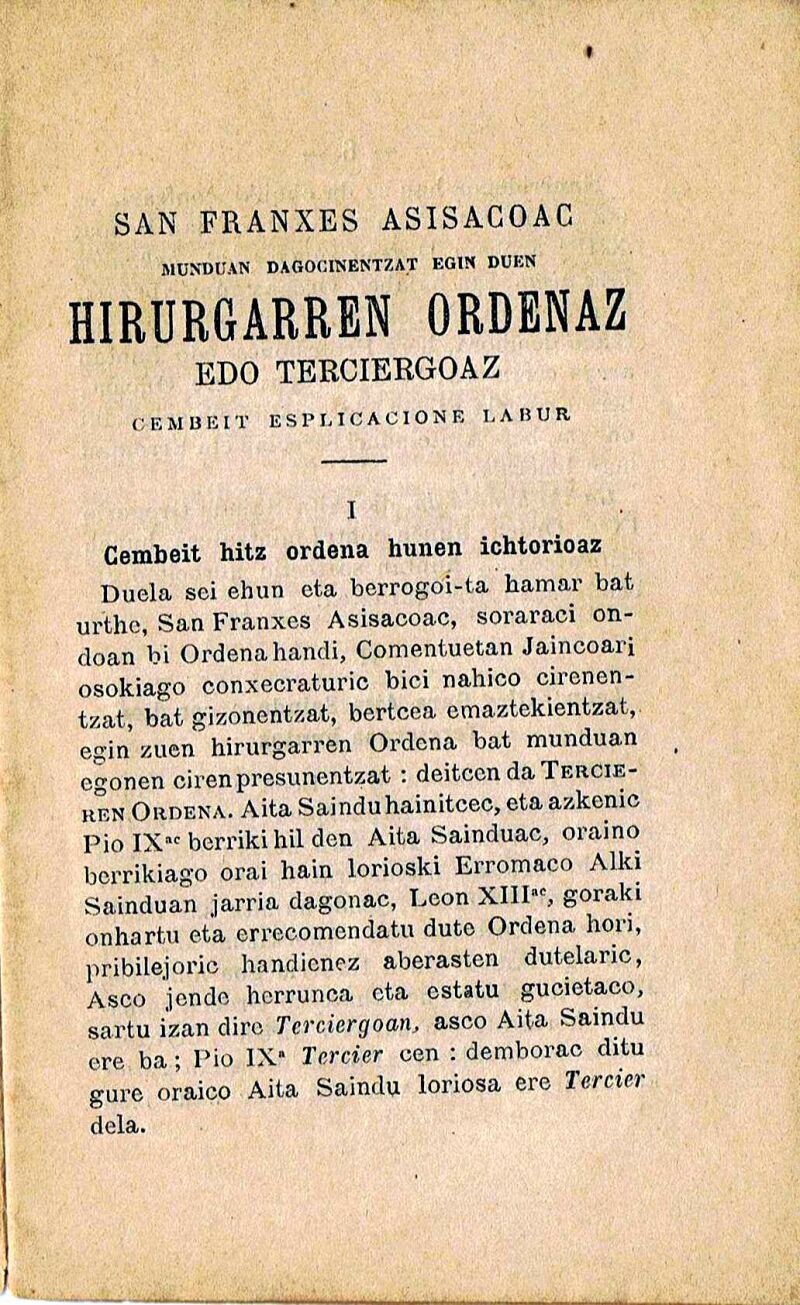 SAN FRANXES ASISACOAC
MUNDUAN DAGOCINENTZAT EGIN DUEN
HIRURGARREN ORDENAZ
EDO TERCIERGOAZ
CEMBEIT ESPLICACIONE LABUR
I
Cembeit hitz ordena hunen ichtorioaz
Duela sei ehun eta berrogoi-ta hamar bat
urthe, San Franxes Asisacoac, soraraci on-
doan bi Ordena handi, Comentuetan Jaincoari
osokiago conxecraturic bici nahico cirenen-
tzat, bat gizonentzat, bertcea emaztekientzat,
egin zuen hirurgarren Ordena bat munduan
egonen ciren presunentzat : deitcen da TERCIE-
REN ORDENA. Aita Saindu hainitcec, eta azkenic
Pio IXac berriki hil den Aita Sainduac, oraino
berrikiago orai hain lorioski Erromaco Alki
Sainduan jarria dagonac, Leon XIIIac, goraki
onhartu eta errecomendatu dute Ordena hori,
pribilejoric handienez aberasten dutelaric,
Asco jende herrunca eta estatu gucietaco,
sartu izan dire Terciergoan, asco Aita Saindu
ere ba ; Pio IXa Tercier cen : demborac ditu
gure oraico Aita Saindu loriosa ere Tercier
dela.